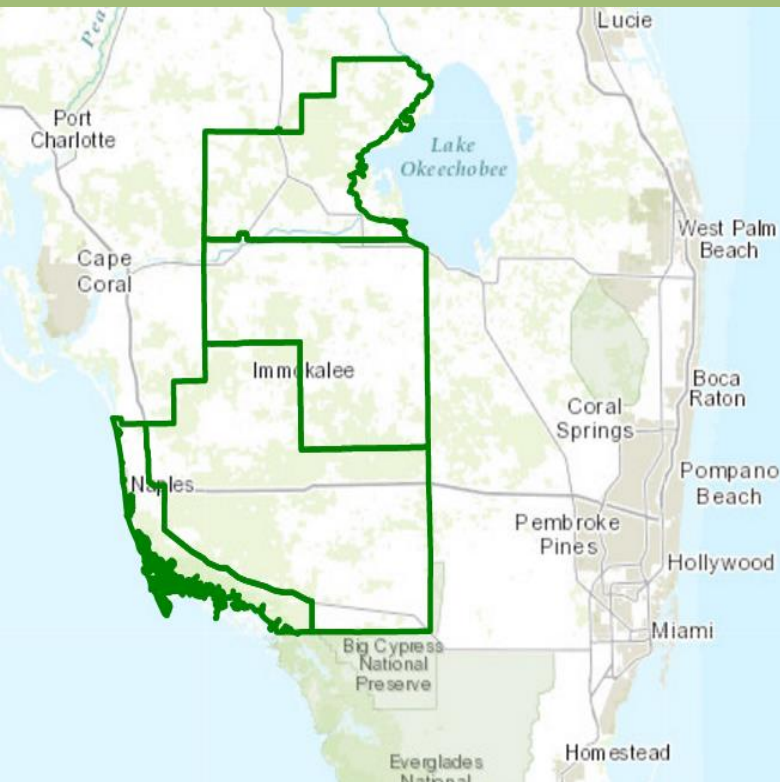 Lucie
Pea
Port
Charlotte
Lake
Okeechobee
West Palm
Beach
Cape
Coral
Immokalee
Boca
Raton
Coral
Springs
Naples
Pompano
Beach
Pembroke
Pines
Hollywood
Miami
Big Cypress
National
Preserve
Homestead
Everglades
National